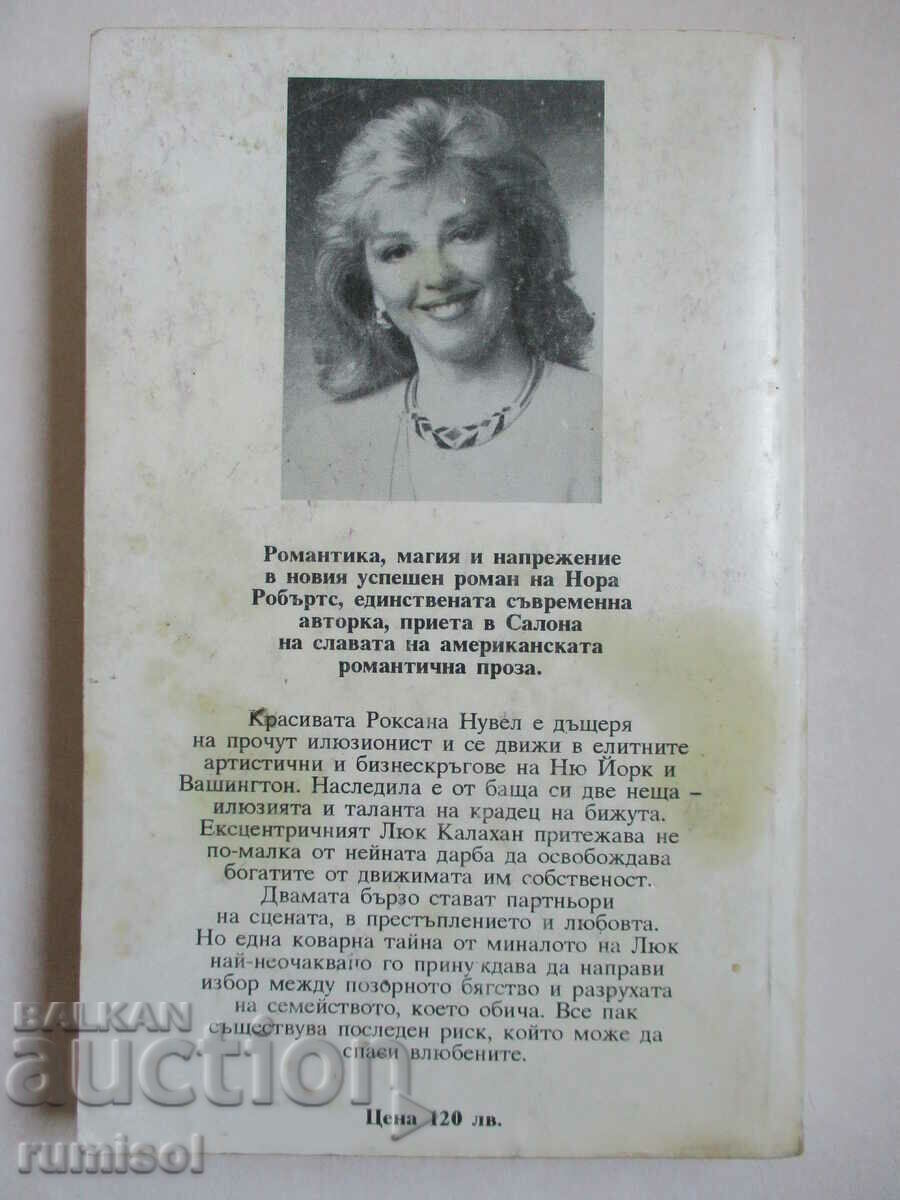 Романтика, магия и напрежение
в новия успешен роман на Нора
Робъртс, единствената съвременна
авторка, приета в Салона
на славата на американската
романтична проза.
Красивата Роксана Нувел е дъщеря
на прочут илюзионист и се движи в елитните
артистични и бизнескръгове на Ню Йорк и
Вашингтон. Наследила е от баща си две неща –
илюзията и таланта на крадец на бижута.
Ексцентричният Люк Калахан притежава не
по-малка от нейната дарба да освобождава
богатите от движимата им собственост.
Двамата бързо стават партньори
на сцената, в престъплението и любовта.
Но една коварна тайна от миналото на Люк
най-неочаквано го принуждава да направи
избор между позорното бягство и разрухата
на семейството, което обича. Все пак
съществува последен риск, който може да
спаси влюбените.
Цена 120 лв.
BALKAN
auction
rumisol